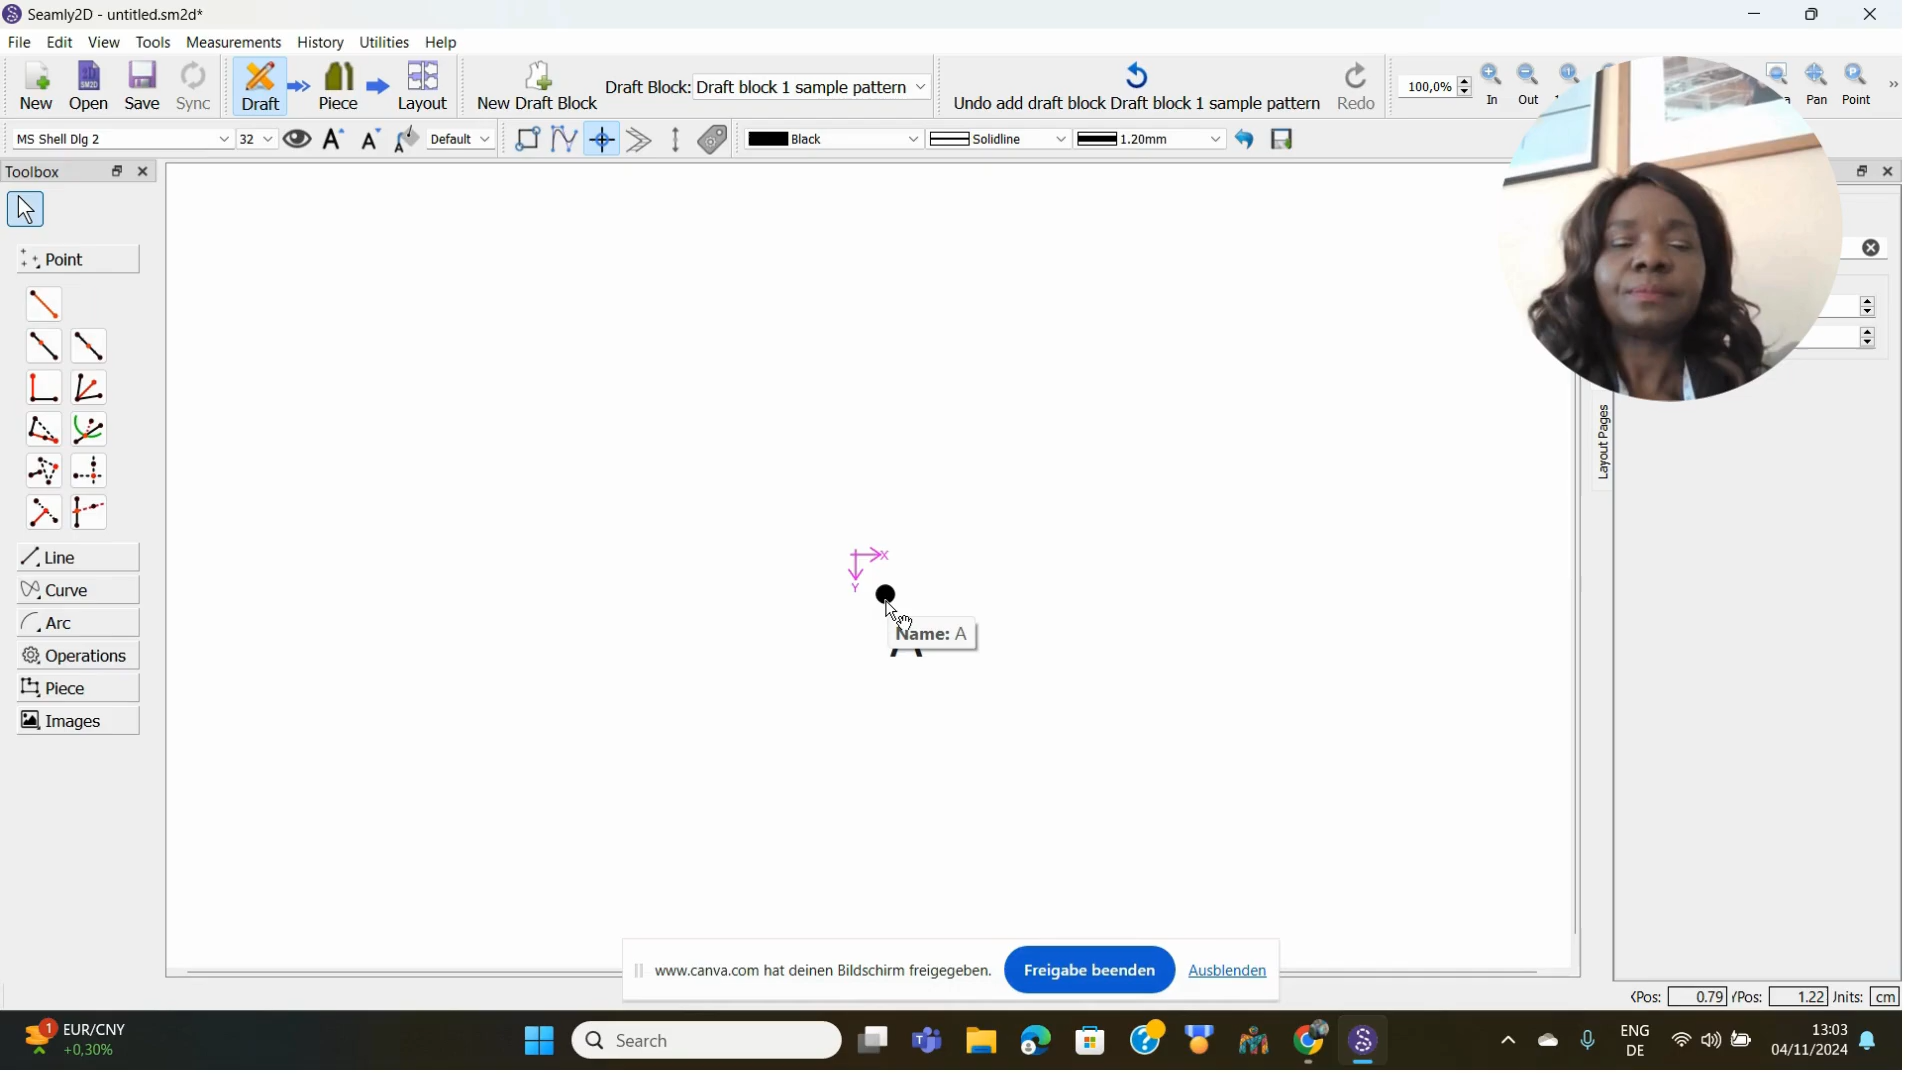 Seamly2D - untitled.sm2d*
File Edit View Tools Measurements History Utilities Help
New Open Save Sync Draft Piece Layout New Draft Block Draft Block: Draft block 1 sample pattern Undo add draft block Draft block 1 sample pattern Redo 100,0% In Out Pan Point
MS Shell Dlg 2 32 Default Black Solidline 1.20mm
Toolbox
Point
Line
Curve
Arc
Operations
Piece
Images
X
Y
Name: A
Layout Pages
www.canva.com hat deinen Bildschirm freigegeben. Freigabe beenden Ausblenden
XPos: 0.79 YPos: 1.22 Units: cm
1 EUR/CNY
+0,30%
Search
ENG
DE
13:03
04/11/2024